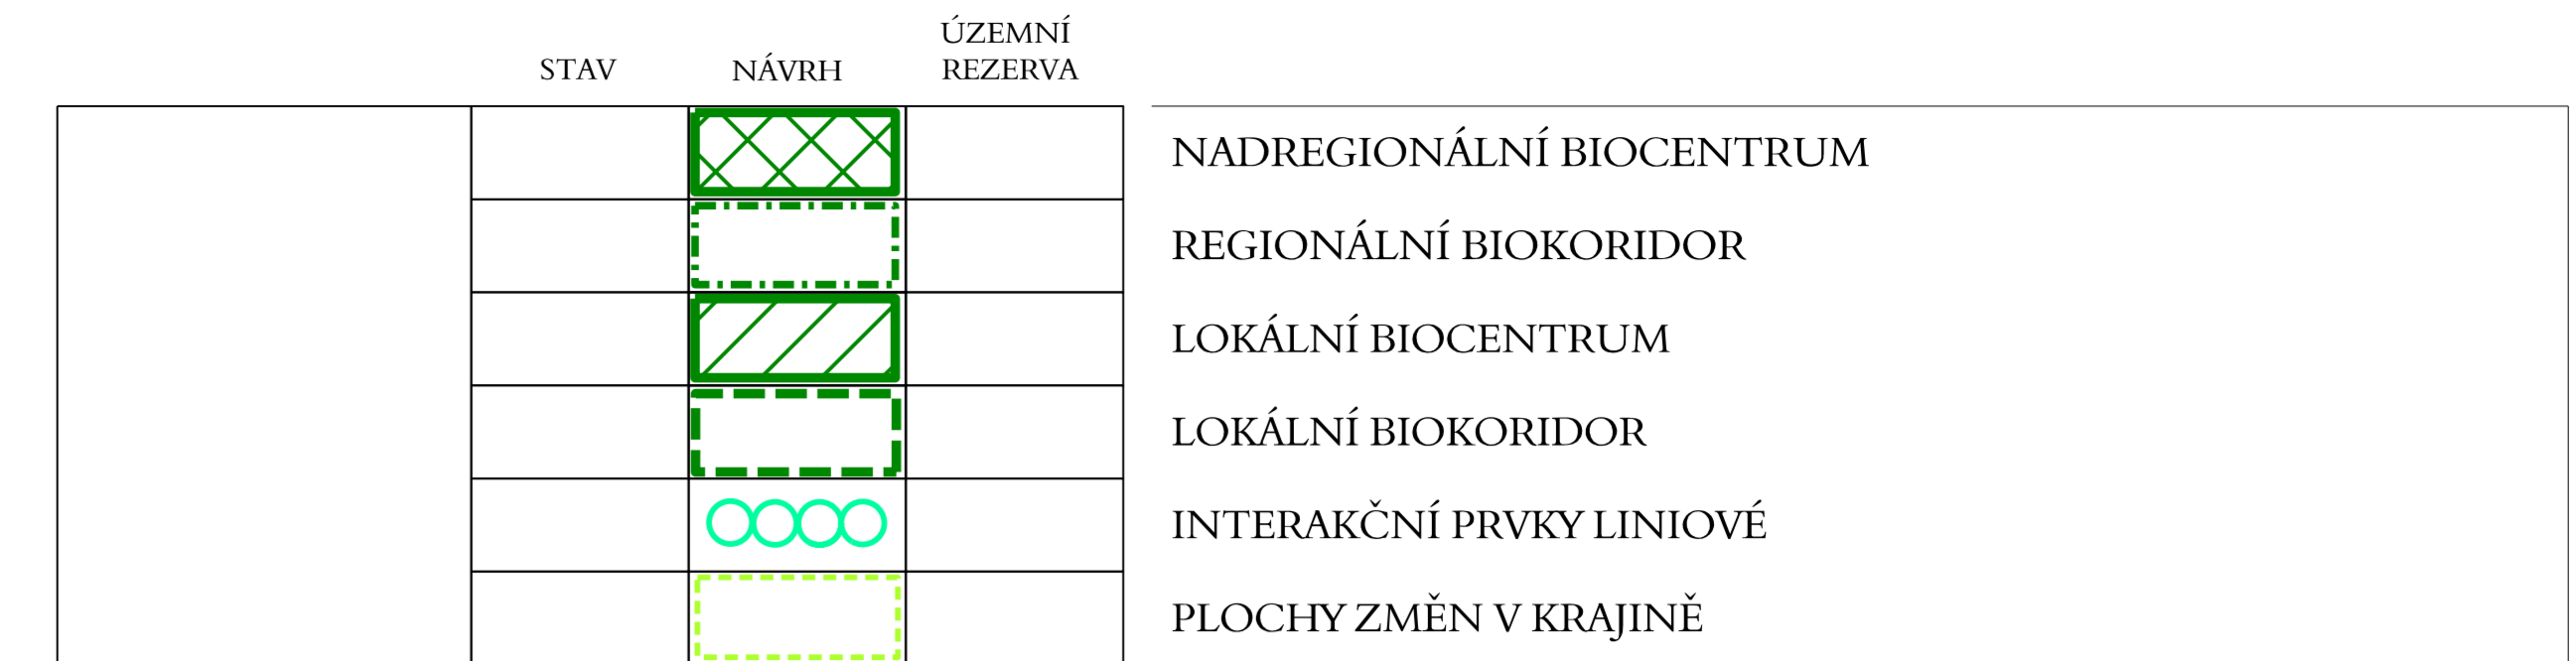 STAV
NÁVRH
ÚZEMNÍ
REZERVA
NADREGIONÁLNÍ BIOCENTRUM
REGIONÁLNÍ BIOKORIDOR
LOKÁLNÍ BIOCENTRUM
LOKÁLNÍ BIOKORIDOR
INTERAKČNÍ PRVKY LINIOVÉ
PLOCHY ZMĚN V KRAJINĚ